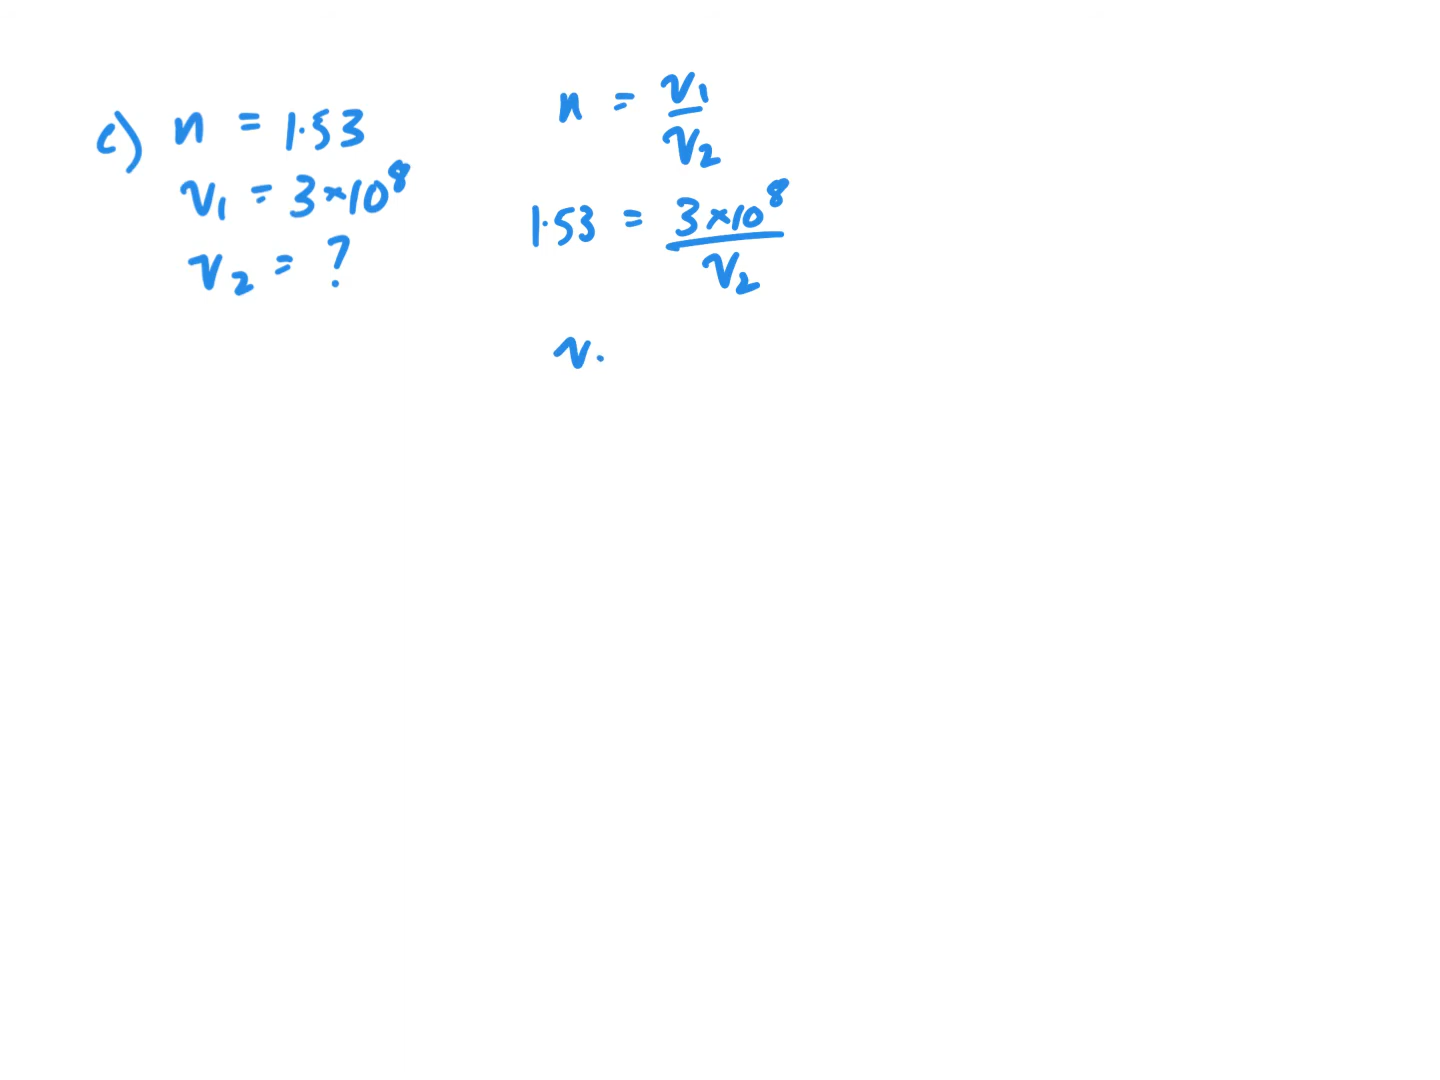 c) n = 1.53
v₁ = 3×10⁸
v₂ = ?
n = v₁/v₂
1.53 = 3×10⁸/v₂
v.